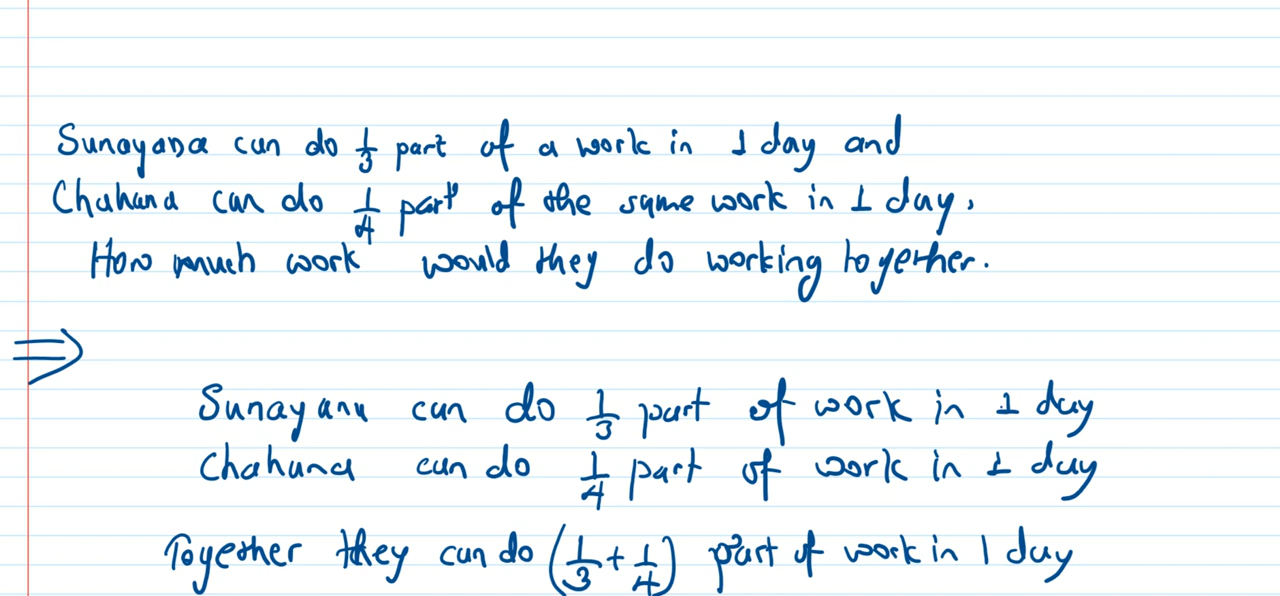 Sunayana can do 1/3 part of a work in 1 day and
Chahana can do 1/4 part of the same work in 1 day.
How much work would they do working together.
⇒
Sunayana can do 1/3 part of work in 1 day
Chahana can do 1/4 part of work in 1 day
Together they can do (1/3 + 1/4) part of work in 1 day